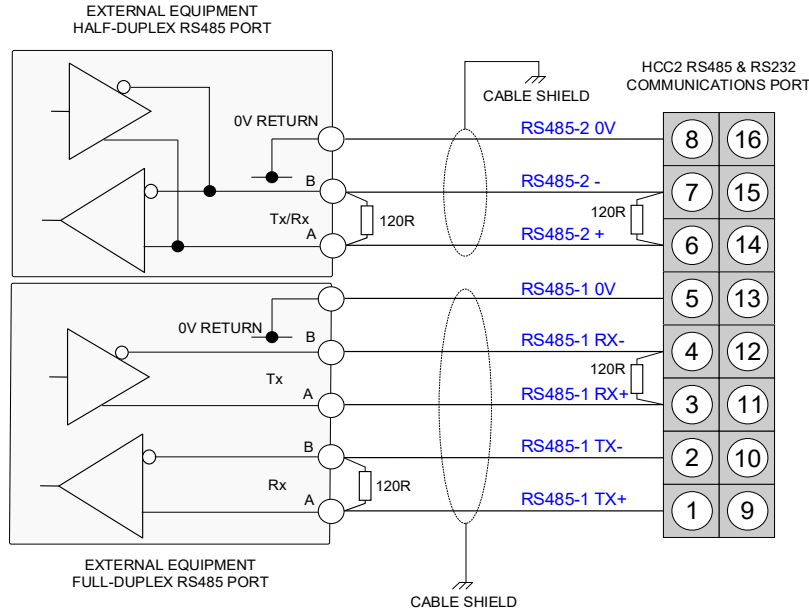 EXTERNAL EQUIPMENT
HALF-DUPLEX RS485 PORT
HCC2 RS485 & RS232
COMMUNICATIONS PORT
CABLE SHIELD
0V RETURN
RS485-2 0V
8 16
B
RS485-2 -
7 15
Tx/Rx
120R
120R
A
RS485-2 +
6 14
RS485-1 0V
5 13
0V RETURN
B
RS485-1 RX-
4 12
Tx
120R
A
RS485-1 RX+
3 11
B
RS485-1 TX-
2 10
Rx
120R
A
RS485-1 TX+
1 9
EXTERNAL EQUIPMENT
FULL-DUPLEX RS485 PORT
CABLE SHIELD